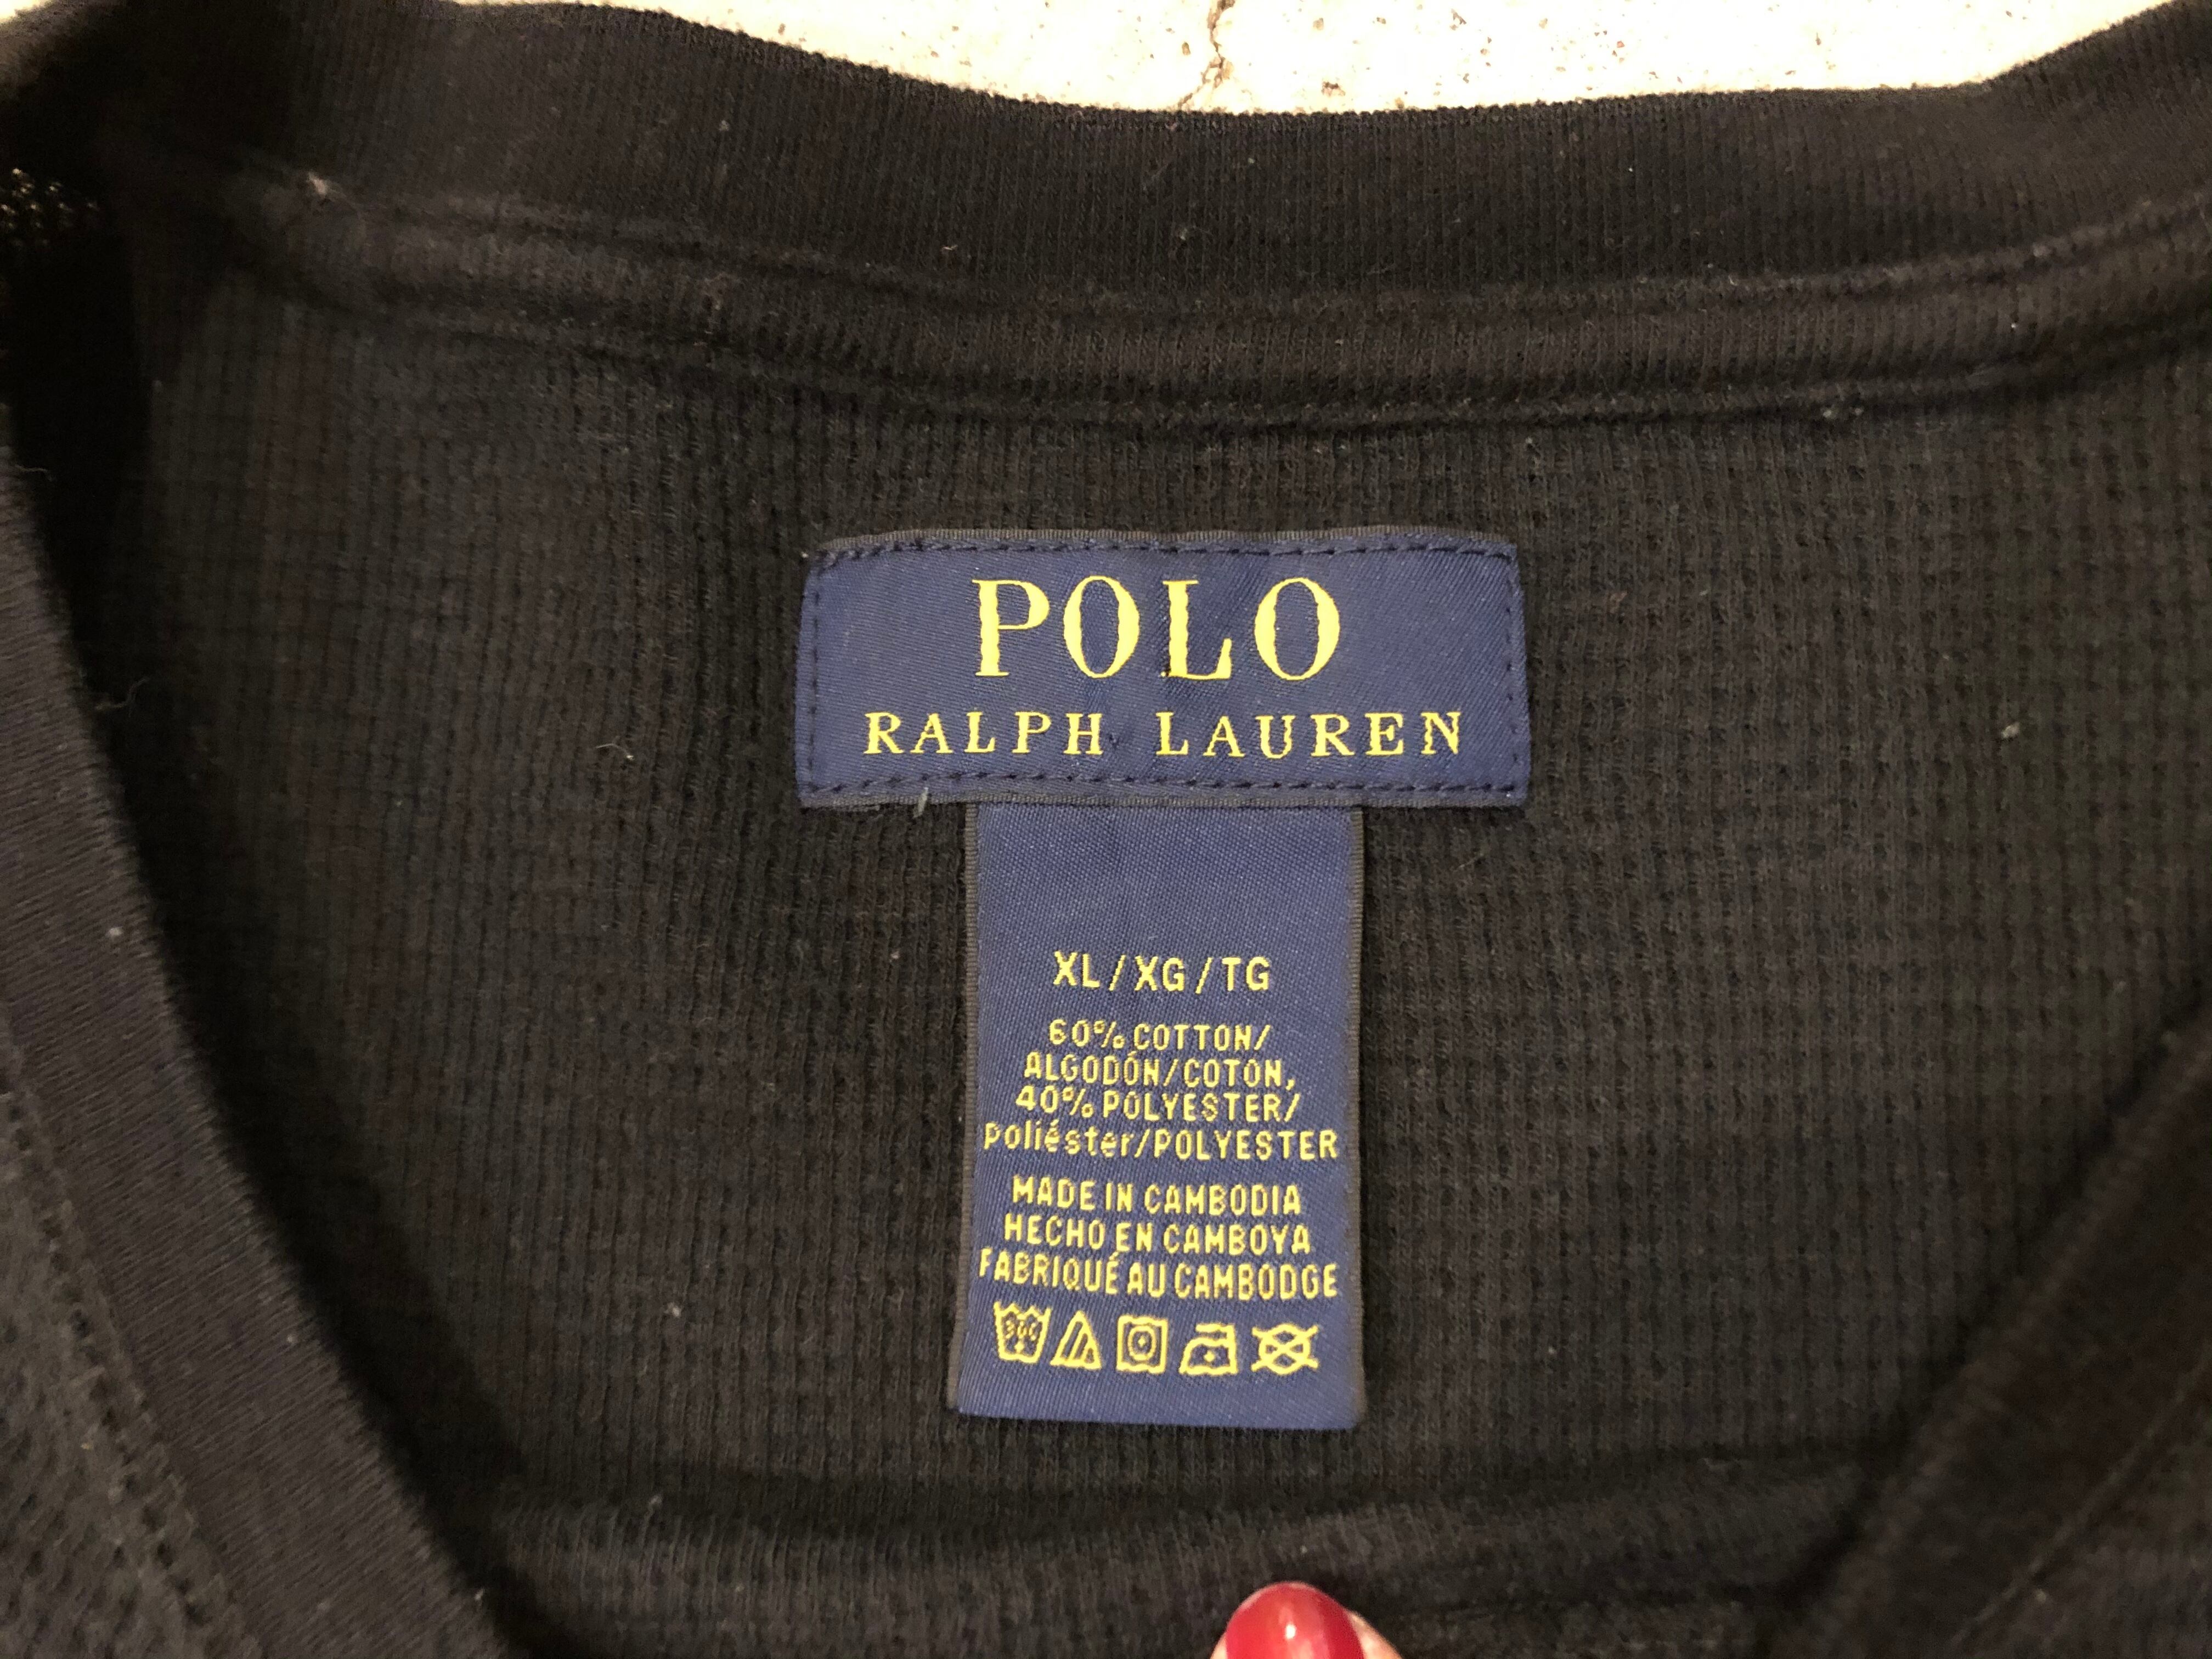 POLO
RALPH LAUREN
XL/XG/TG
60% COTTON/
ALGODÓN/COTON,
40% POLYESTER/
poliéster/POLYESTER
MADE IN CAMBODIA
HECHO EN CAMBOYA
FABRIQUÉ AU CAMBODGE
30C